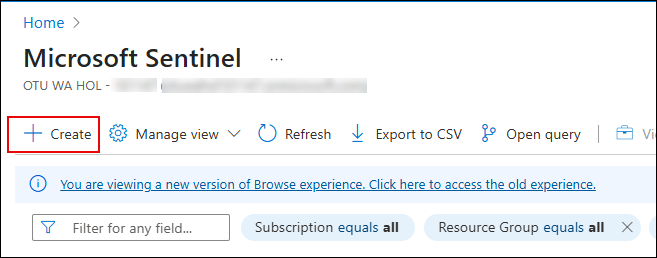 Home >
Microsoft Sentinel ...
OTU WA HOL -
+ Create Manage view Refresh Export to CSV Open query Vi
You are viewing a new version of Browse experience. Click here to access the old experience.
Filter for any field... Subscription equals all Resource Group equals all ×